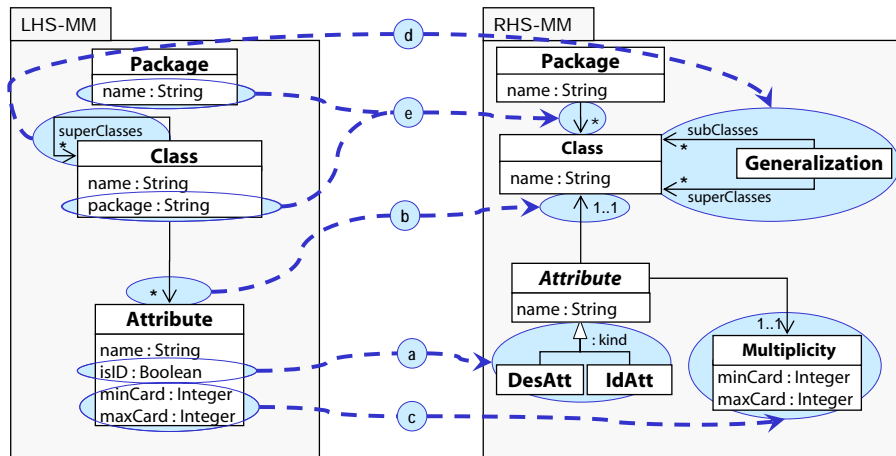 LHS-MM
Package
name : String
superClasses
*
Class
name : String
package : String
*
Attribute
name : String
isID : Boolean
minCard : Integer
maxCard : Integer
d
e
b
a
c
RHS-MM
Package
name : String
*
Class
name : String
subClasses
*
Generalization
*
superClasses
1..1
Attribute
name : String
: kind
DesAtt
IdAtt
1..1
Multiplicity
minCard : Integer
maxCard : Integer